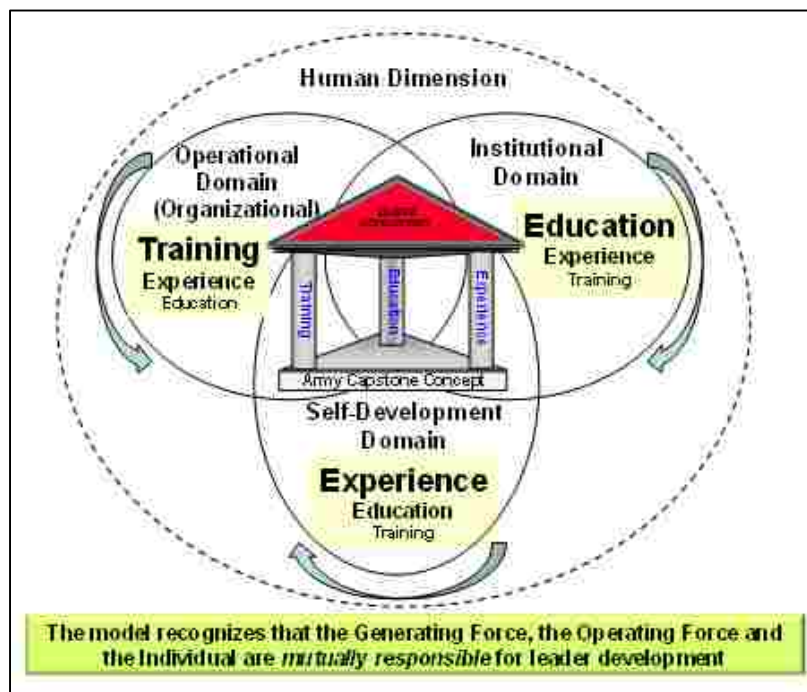 Human Dimension
Operational
Domain
(Organizational)
Training
Experience
Education
Institutional
Domain
Education
Experience
Training
Training
Education
Experience
Army Capstone Concept
Self-Development
Domain
Experience
Education
Training
The model recognizes that the Generating Force, the Operating Force and
the Individual are mutually responsible for leader development